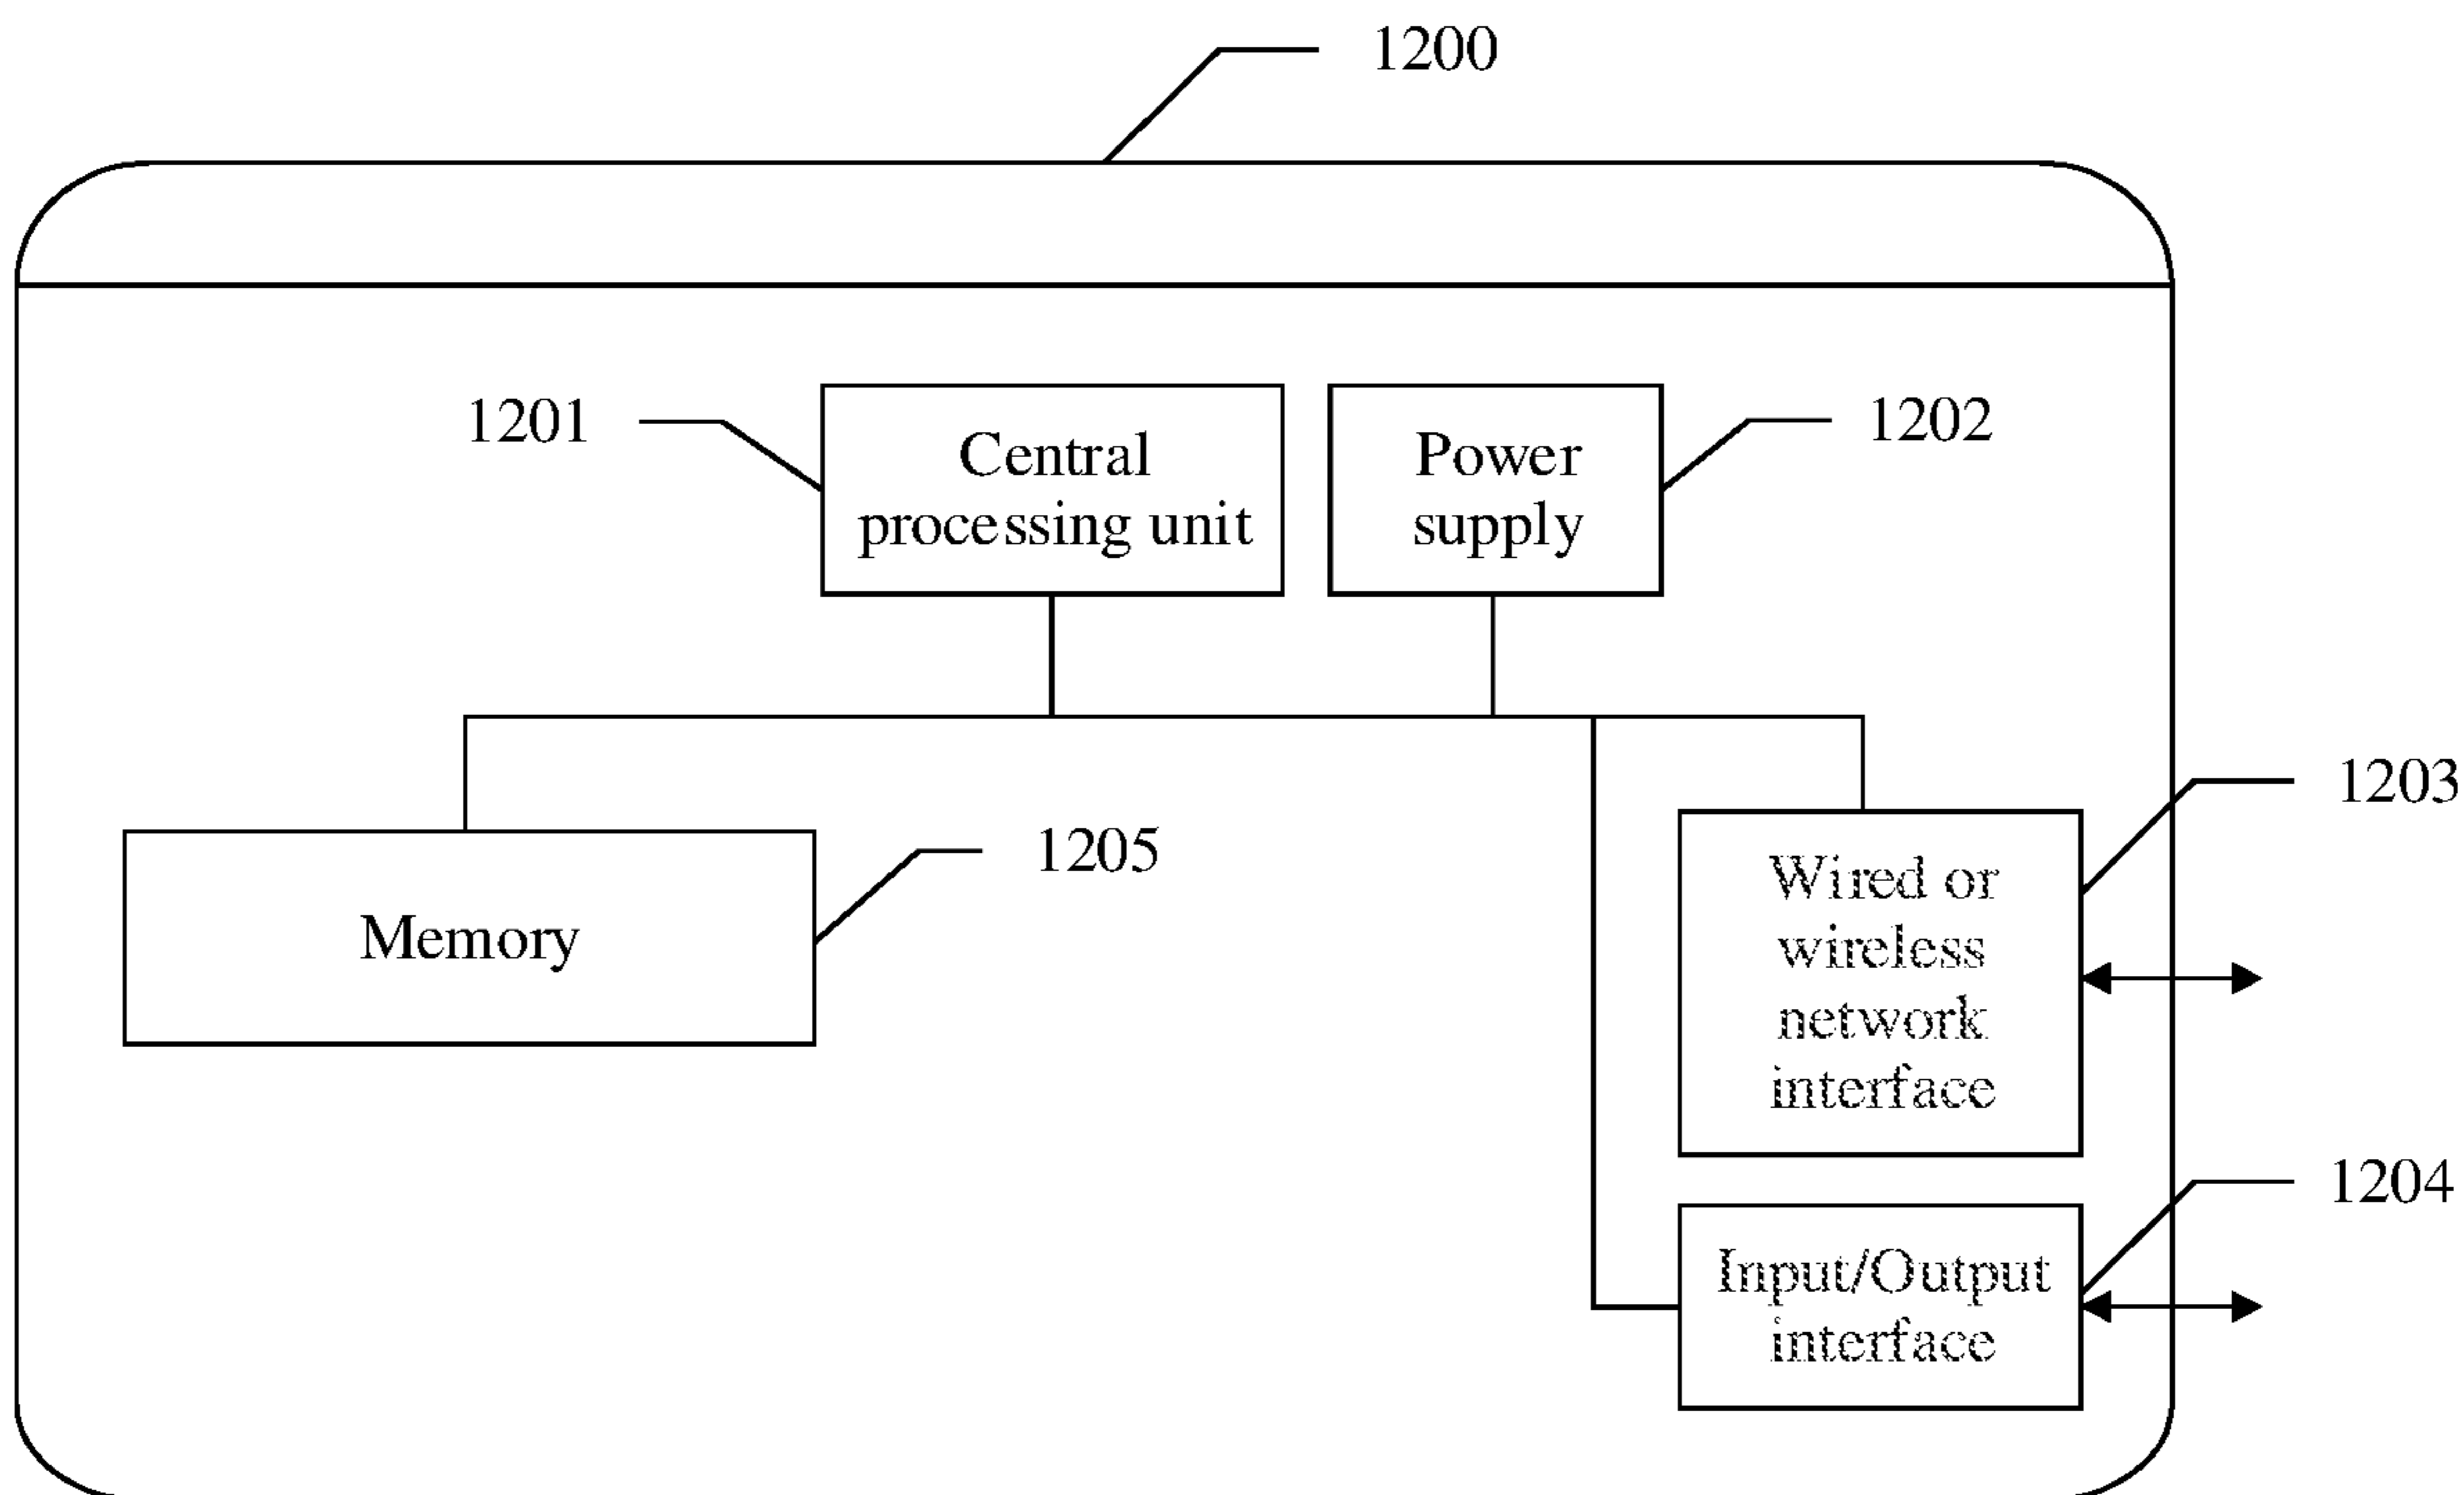 1200
1201
Central
processing unit
Power
supply
1202
1203
1205
Memory
Wired or
wireless
network
interface
1204
Input/Output
interface